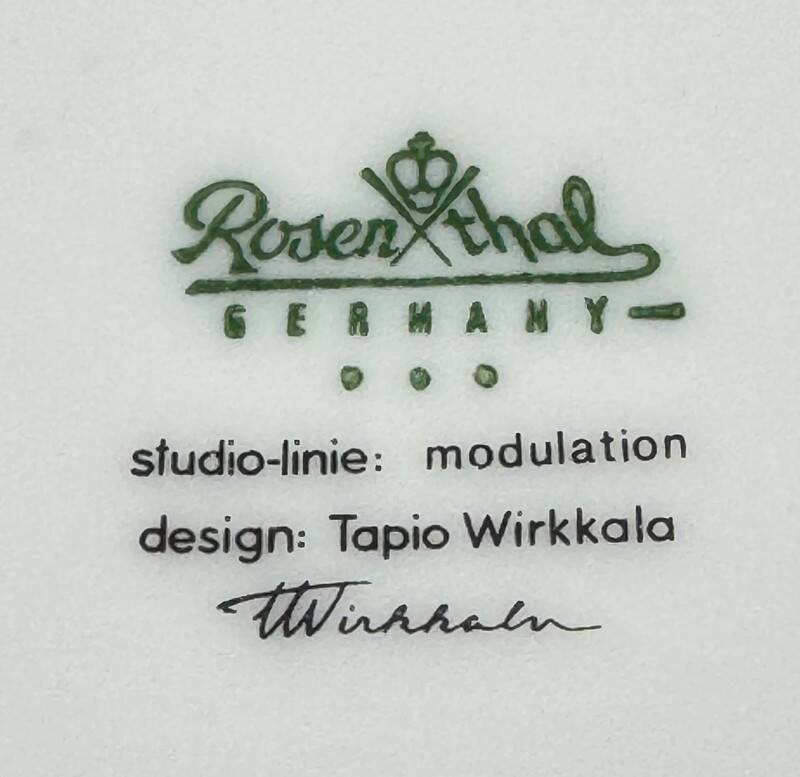 Rosenthal
GERMANY
studio-linie: modulation
design: Tapio Wirkkala
TWirkkala